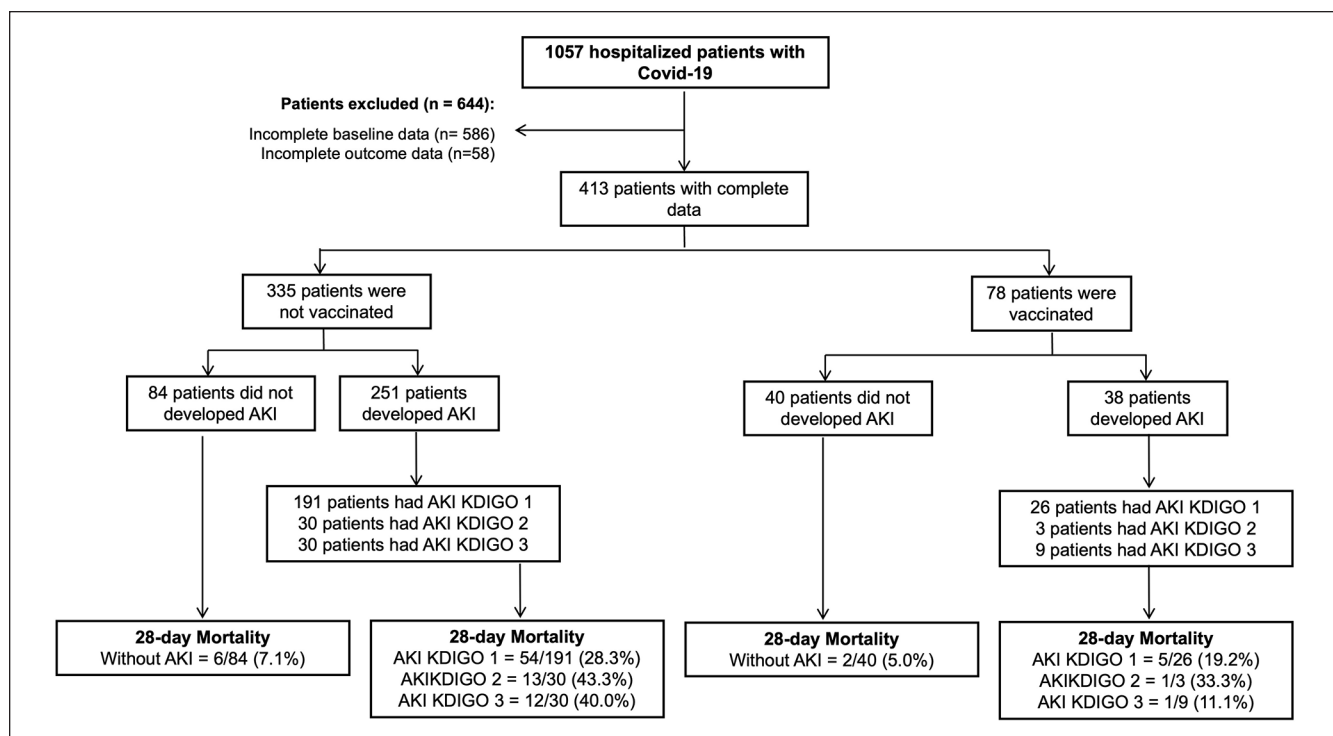 1057 hospitalized patients with
Covid-19
Patients excluded (n = 644):
Incomplete baseline data (n= 586)
Incomplete outcome data (n=58)
413 patients with complete
data
335 patients were
not vaccinated
78 patients were
vaccinated
84 patients did not
developed AKI
251 patients
developed AKI
40 patients did not
developed AKI
38 patients
developed AKI
191 patients had AKI KDIGO 1
30 patients had AKI KDIGO 2
30 patients had AKI KDIGO 3
26 patients had AKI KDIGO 1
3 patients had AKI KDIGO 2
9 patients had AKI KDIGO 3
28-day Mortality
Without AKI = 6/84 (7.1%)
28-day Mortality
AKI KDIGO 1 = 54/191 (28.3%)
AKIKDIGO 2 = 13/30 (43.3%)
AKI KDIGO 3 = 12/30 (40.0%)
28-day Mortality
Without AKI = 2/40 (5.0%)
28-day Mortality
AKI KDIGO 1 = 5/26 (19.2%)
AKIKDIGO 2 = 1/3 (33.3%)
AKI KDIGO 3 = 1/9 (11.1%)